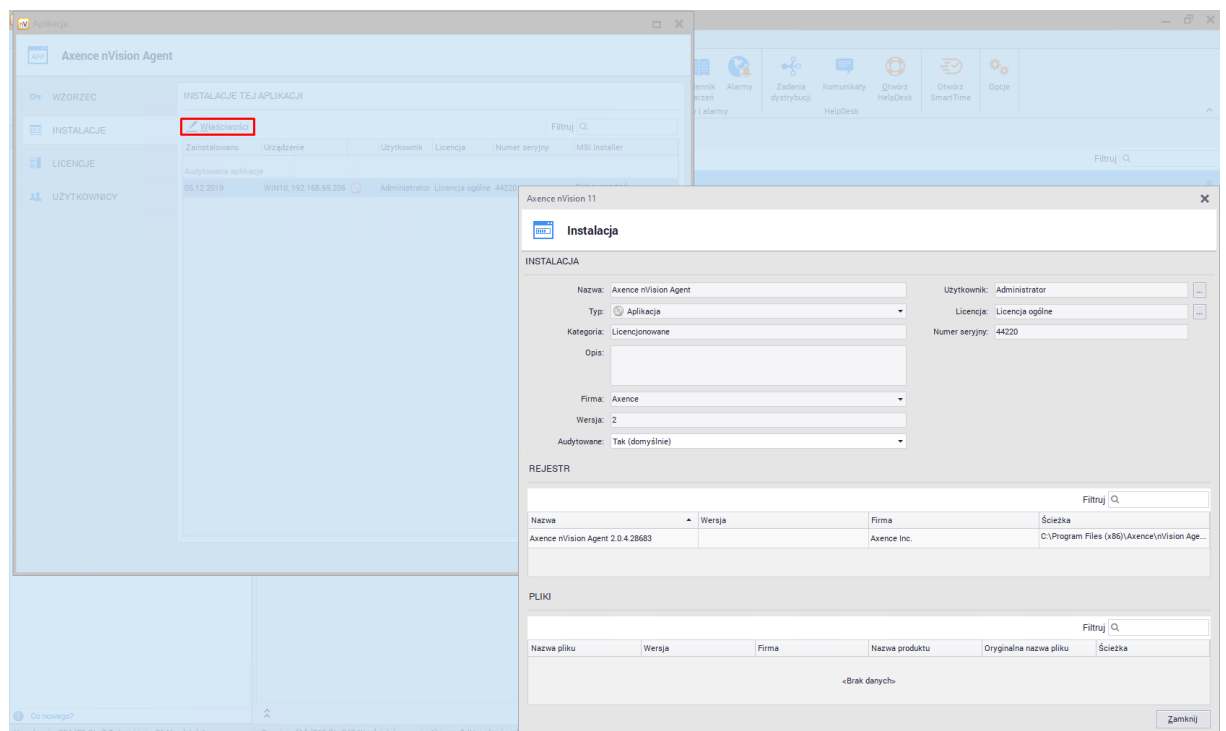 Aplikacja
APP Axence nVision Agent
WZORZEC
INSTALACJE
LICENCJE
UŻYTKOWNICY
INSTALACJE TEJ APLIKACJI
Właściwości
Filtruj
Zainstalowano Urządzenie Użytkownik Licencja Numer seryjny MSI Installer
Audytowane aplikacje
WIN10, 192.168.69.206 Administrator Licencja ogólne 44220
Alarmy
i alarmy
Zadania dystrybucji
Komunikaty
Otwórz HelpDesk
Otwórz SmartTime
Opcje
HelpDesk
Filtruj
Axence nVision 11
Instalacja
INSTALACJA
Nazwa: Axence nVision Agent
Typ: Aplikacja
Kategoria: Licencjonowane
Opis:
Firma: Axence
Wersja: 2
Audytowane: Tak (domyślnie)
Użytkownik: Administrator ...
Licencja: Licencja ogólne ...
Numer seryjny: 44220
REJESTR
Filtruj
Nazwa Wersja Firma Ścieżka
Axence nVision Agent 2.0.4.28683 Axence Inc. C:\Program Files (x86)\Axence\nVision Age...
PLIKI
Filtruj
Nazwa pliku Wersja Firma Nazwa produktu Oryginalna nazwa pliku Ścieżka
<Brak danych>
Zamknij
Co nowego?